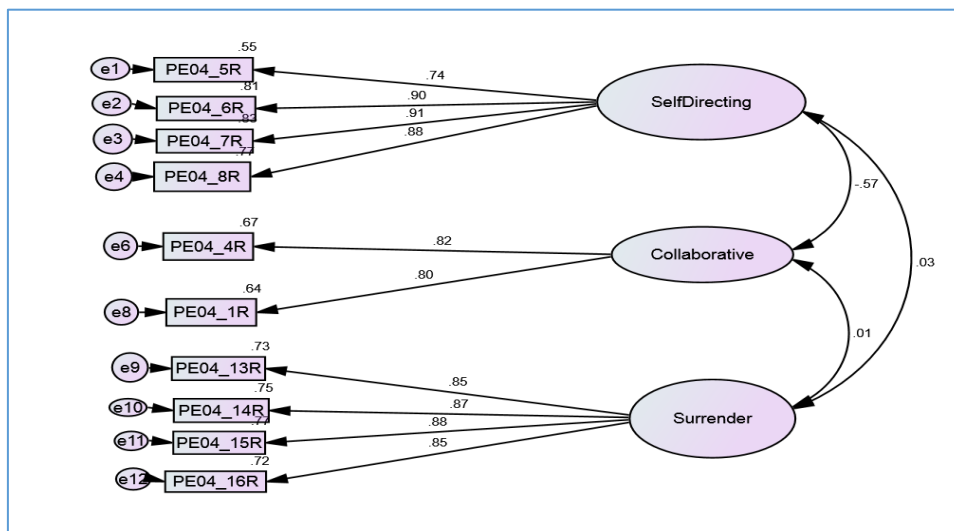 .55
e1 PE04_5R .74
.81
e2 PE04_6R .90 SelfDirecting
.83
e3 PE04_7R .91
.77
e4 PE04_8R .88
-.57
.67
e6 PE04_4R .82 Collaborative
.03
.64
e8 PE04_1R .80
.01
.73
e9 PE04_13R .85
.75
e10 PE04_14R .87 Surrender
.77
e11 PE04_15R .88
.72
e12 PE04_16R .85